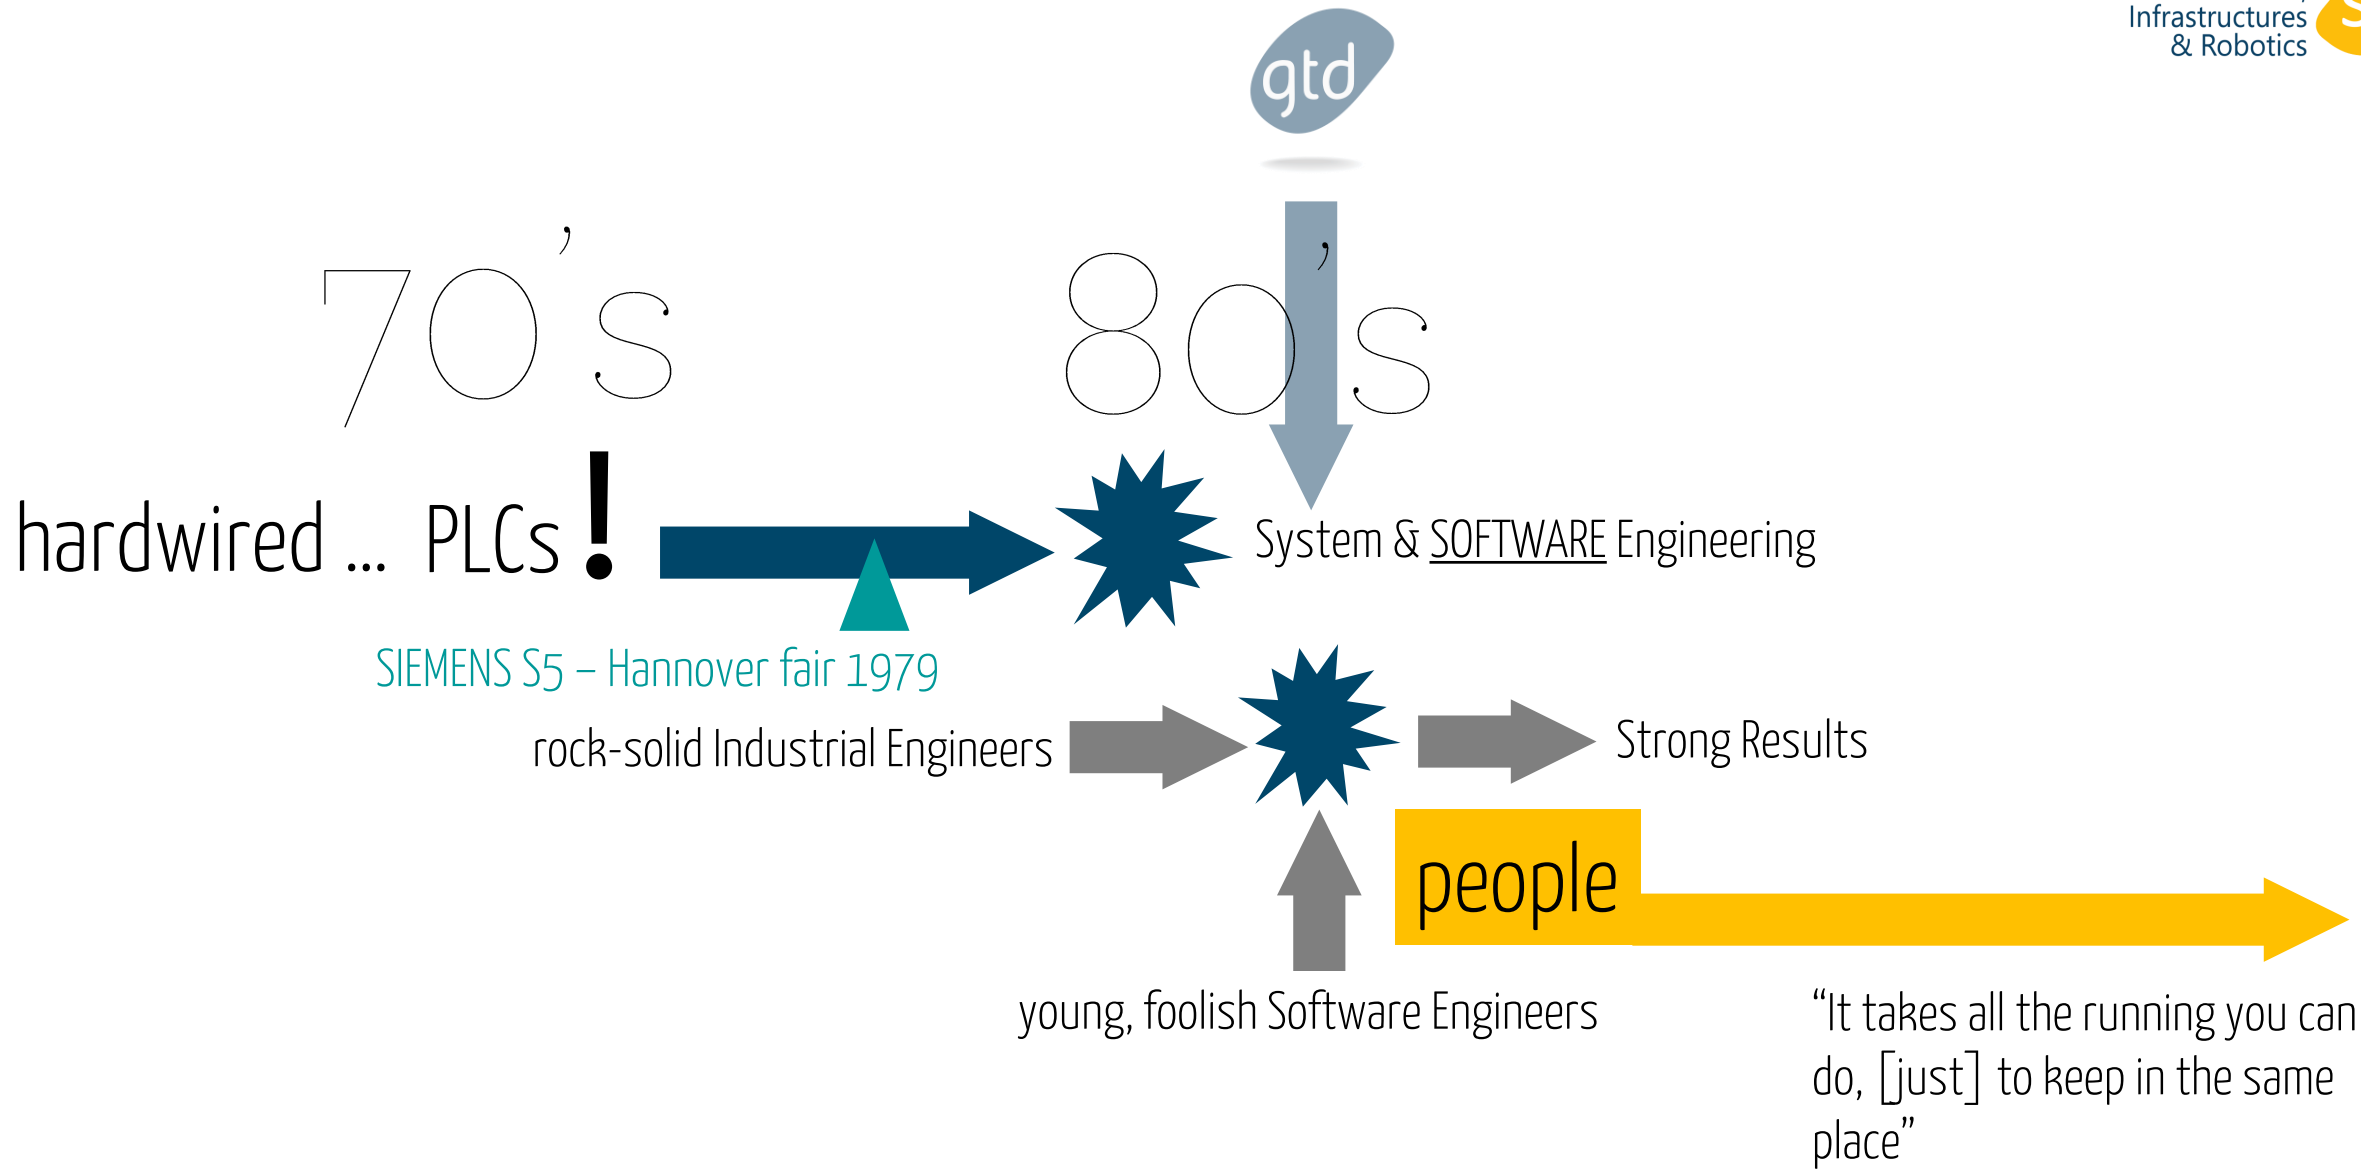 Infrastructures
& Robotics
gtd
70's
80's
hardwired ... PLCs !
System & SOFTWARE Engineering
SIEMENS S5 – Hannover fair 1979
rock-solid Industrial Engineers
Strong Results
people
young, foolish Software Engineers
“It takes all the running you can
do, [just] to keep in the same
place”